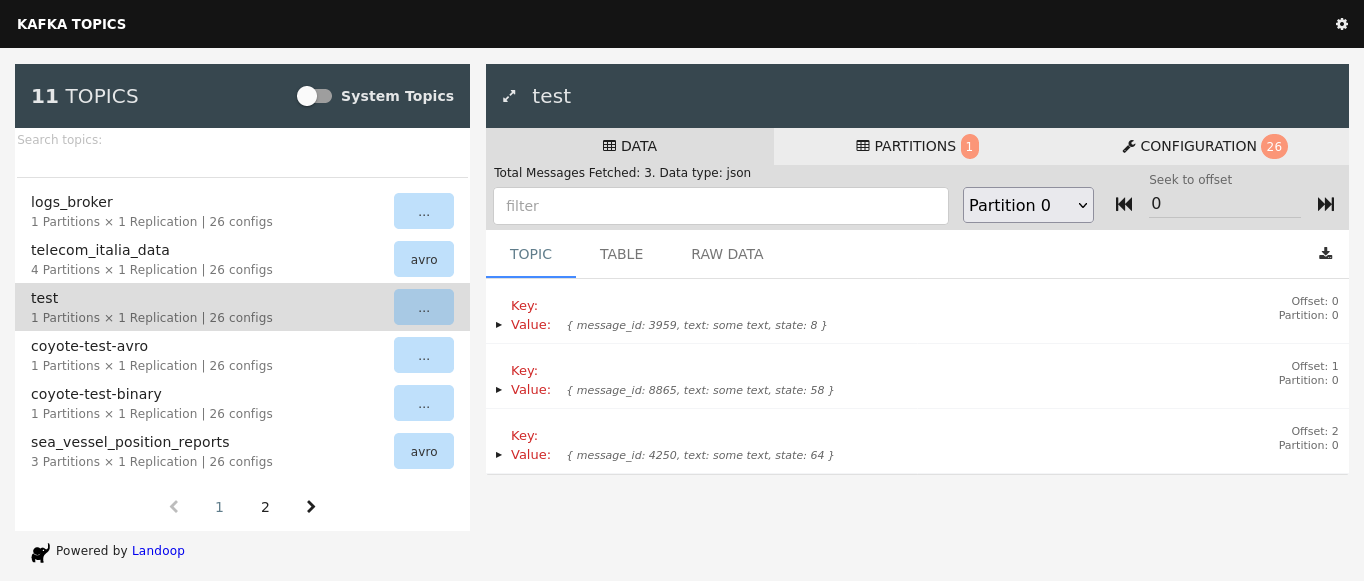 KAFKA TOPICS
11 TOPICS
System Topics
Search topics:
logs_broker
1 Partitions × 1 Replication | 26 configs
...
telecom_italia_data
4 Partitions × 1 Replication | 26 configs
avro
test
1 Partitions × 1 Replication | 26 configs
...
coyote-test-avro
1 Partitions × 1 Replication | 26 configs
...
coyote-test-binary
1 Partitions × 1 Replication | 26 configs
...
sea_vessel_position_reports
3 Partitions × 1 Replication | 26 configs
avro
1 2
Powered by Landoop
test
DATA
PARTITIONS 1
CONFIGURATION 26
Total Messages Fetched: 3. Data type: json
filter
Partition 0
Seek to offset
0
TOPIC
TABLE
RAW DATA
Key:
Value: { message_id: 3959, text: some text, state: 8 }
Offset: 0
Partition: 0
Key:
Value: { message_id: 8865, text: some text, state: 58 }
Offset: 1
Partition: 0
Key:
Value: { message_id: 4250, text: some text, state: 64 }
Offset: 2
Partition: 0